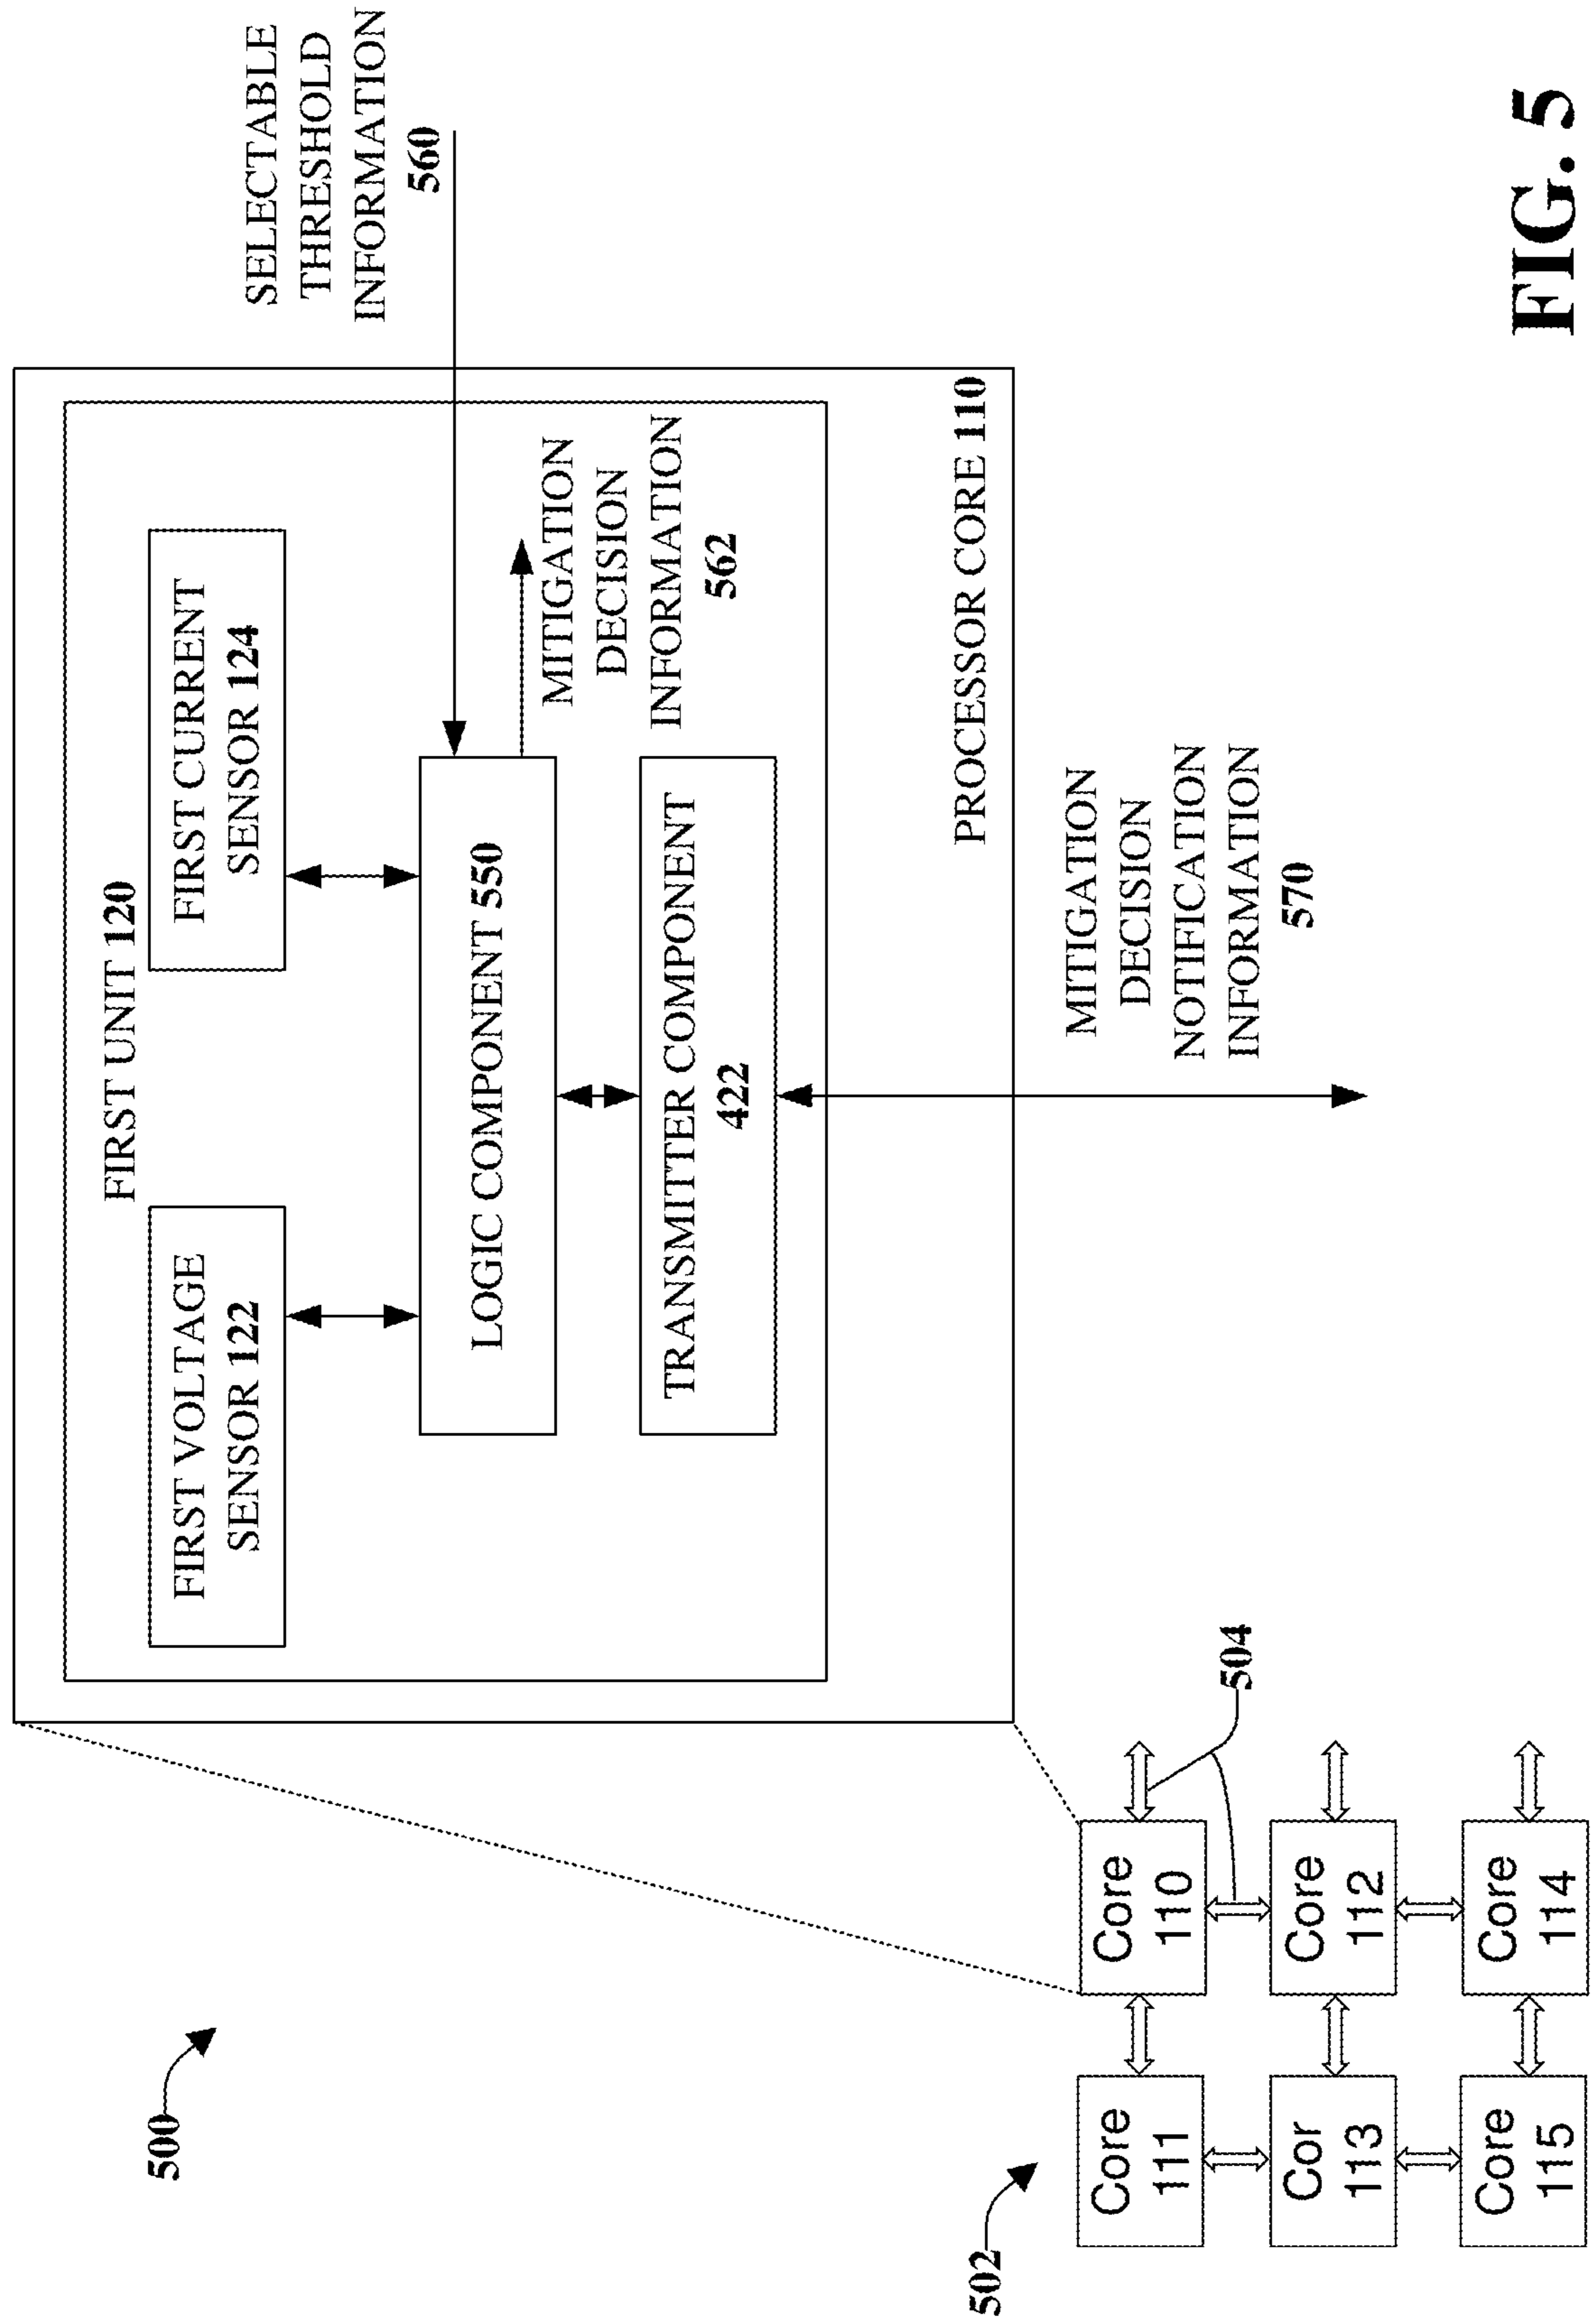 500
FIRST UNIT 120
FIRST VOLTAGE
SENSOR 122
FIRST CURRENT
SENSOR 124
LOGIC COMPONENT 550
TRANSMITTER COMPONENT
422
MITIGATION
DECISION
INFORMATION
562
SELECTABLE
THRESHOLD
INFORMATION
560
PROCESSOR CORE 110
MITIGATION
DECISION
NOTIFICATION
INFORMATION
570
502
504
Core
111
Core
110
Cor
113
Core
112
Core
115
Core
114
FIG. 5